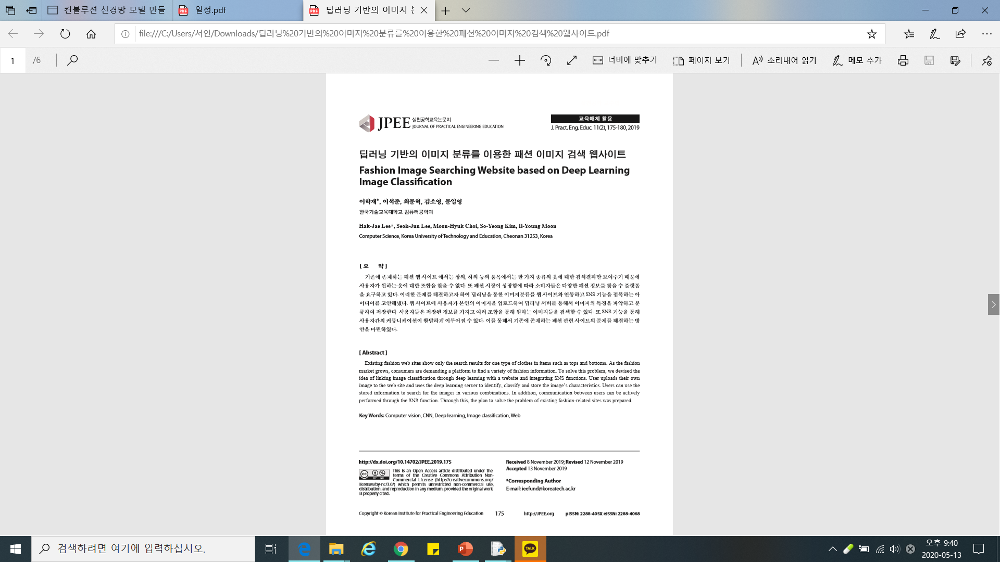 컨볼루션 신경망 모델 만들
일정.pdf
딥러닝 기반의 이미지 분
file:///C:/Users/서인/Downloads/딥러닝%20기반의%20이미지%20분류를%20이용한%20패션%20이미지%20검색%20웹사이트.pdf
1 /6
너비에 맞추기 페이지 보기 소리내어 읽기 메모 추가
JPEE 실천공학교육논문지
JOURNAL OF PRACTICAL ENGINEERING EDUCATION
교육매체 활용
J. Pract. Eng. Educ. 11(2), 175-180, 2019
딥러닝 기반의 이미지 분류를 이용한 패션 이미지 검색 웹사이트
Fashion Image Searching Website based on Deep Learning
Image Classification
이학재*, 이석준, 최문혁, 김소영, 문일영
한국기술교육대학교 컴퓨터공학과
Hak-Jae Lee*, Seok-Jun Lee, Moon-Hyuk Choi, So-Yeong Kim, Il-Young Moon
Computer Science, Korea University of Technology and Education, Cheonan 31253, Korea
[ 요 약 ]
기존에 존재하는 패션 웹 사이트 에서는 상의, 하의 등의 품목에서는 한 가지 종류의 옷에 대한 검색결과만 보여주기 때문에
사용자가 원하는 옷에 대한 조합을 찾을 수 없다. 또 패션 시장이 성장함에 따라 소비자들은 다양한 패션 정보를 찾을 수 플랫폼
을 요구하고 있다. 이러한 문제를 해결하고자 하여 딥러닝을 통한 이미지분류를 웹 사이트와 연동하고 SNS 기능을 접목하는 아
이디어를 고안해냈다. 웹 사이트에 사용자가 본인의 이미지을 업로드하여 딥러닝 서버를 통해서 이미지의 특징을 파악하고 분
류하여 저장한다. 사용자들은 저장된 정보를 가지고 여러 조합을 통해 원하는 이미지들을 검색할 수 있다. 또 SNS 기능을 통해
사용자간의 커뮤니케이션이 활발하게 이루어질 수 있다. 이를 통해서 기존에 존재하는 패션 관련 사이트의 문제를 해결하는 방
안을 마련하였다.
[ Abstract ]
Existing fashion web sites show only the search results for one type of clothes in items such as tops and bottoms. As the fashion
market grows, consumers are demanding a platform to find a variety of fashion information. To solve this problem, we devised the
idea of linking image classification through deep learning with a website and integrating SNS functions. User uploads their own
image to the web site and uses the deep learning server to identify, classify and store the image's characteristics. Users can use the
stored information to search for the images in various combinations. In addition, communication between users can be actively
performed through the SNS function. Through this, the plan to solve the problem of existing fashion-related sites was prepared.
Key Words: Computer vision, CNN, Deep learning, Image classification, Web
http://dx.doi.org/10.14702/JPEE.2019.175
cc BY NC
This is an Open Access article distributed under the
terms of the Creative Commons Attribution Non-
Commercial License (http://creativecommons.org/
licenses/by-nc/3.0/) which permits unrestricted non-commercial use,
distribution, and reproduction in any medium, provided the original work
is properly cited.
Received 8 November 2019; Revised 12 November 2019
Accepted 13 November 2019
*Corresponding Author
E-mail: ieefund@koreatech.ac.kr
Copyright © Korean Institute for Practical Engineering Education 175 http://JPEE.org pISSN: 2288-405X eISSN: 2288-4068
검색하려면 여기에 입력하십시오.
TALK
오후 9:40
2020-05-13